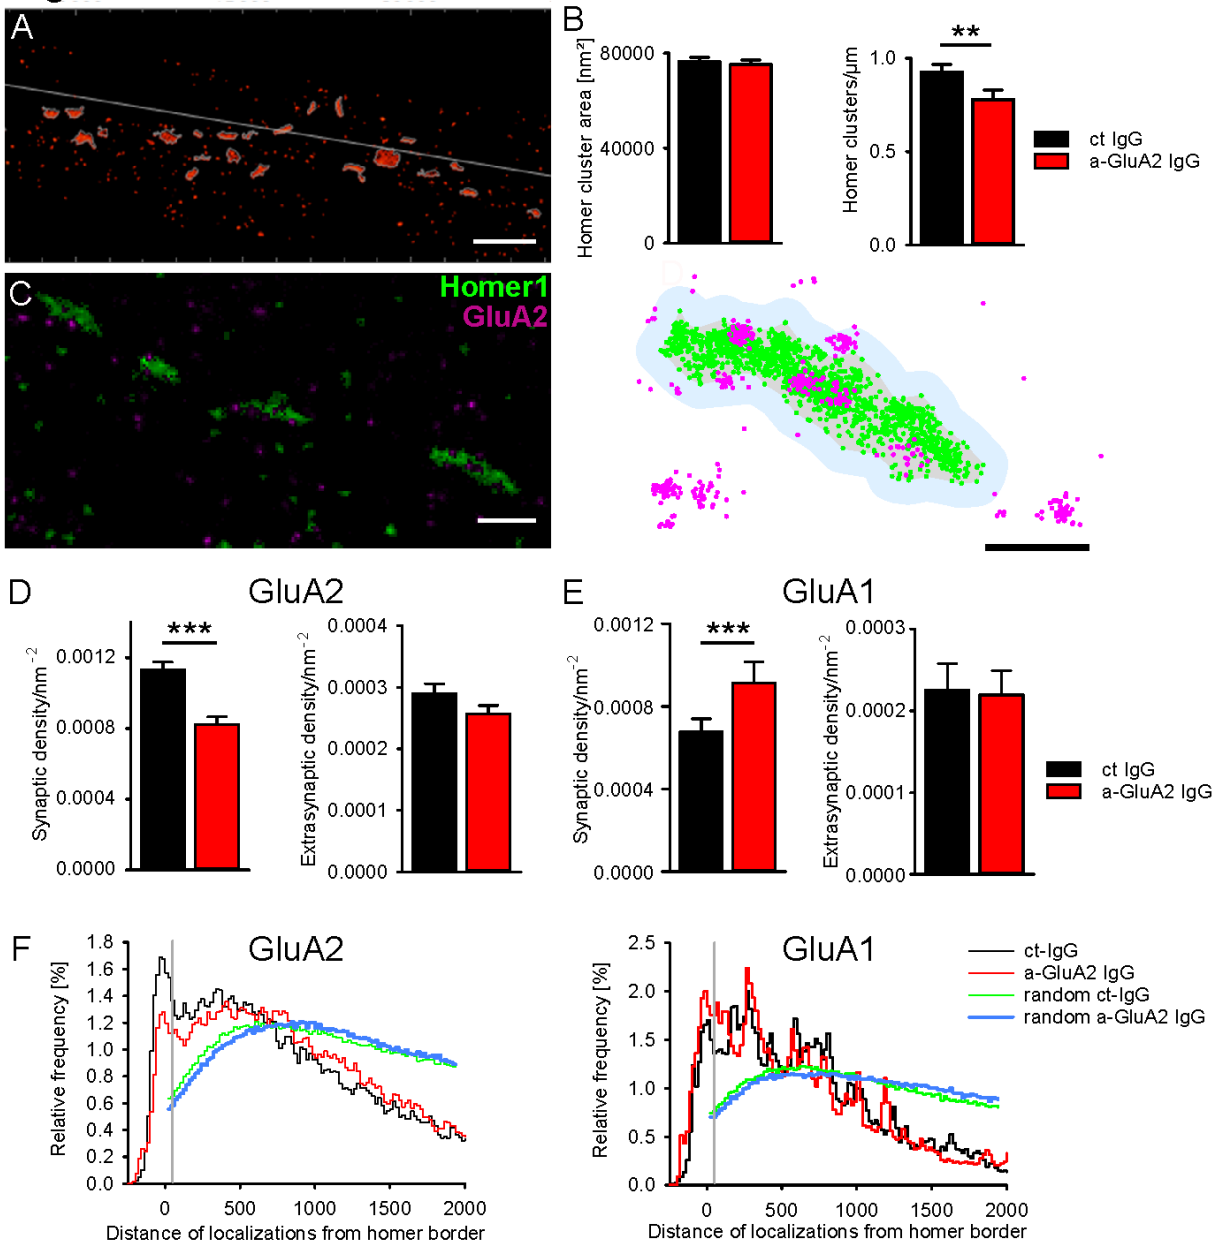 A
B
Homer cluster area [nm²]
80000
40000
0
Homer clusters/µm
1.0
0.5
0.0
**
ct IgG
a-GluA2 IgG
C
Homer1
GluA2
D
GluA2
Synaptic density/nm⁻²
0.0012
0.0008
0.0004
0.0000
***
Extrasynaptic density/nm⁻²
0.0004
0.0003
0.0002
0.0001
0.0000
E
GluA1
Synaptic density/nm⁻²
0.0012
0.0008
0.0004
0.0000
***
Extrasynaptic density/nm⁻²
0.0003
0.0002
0.0001
0.0000
ct IgG
a-GluA2 IgG
F
GluA2
Relative frequency [%]
1.8
1.6
1.4
1.2
1.0
0.8
0.6
0.4
0.2
0.0
0 500 1000 1500 2000
Distance of localizations from homer border
GluA1
Relative frequency [%]
2.5
2.0
1.5
1.0
0.5
0.0
0 500 1000 1500 2000
Distance of localizations from homer border
ct-IgG
a-GluA2 IgG
random ct-IgG
random a-GluA2 IgG